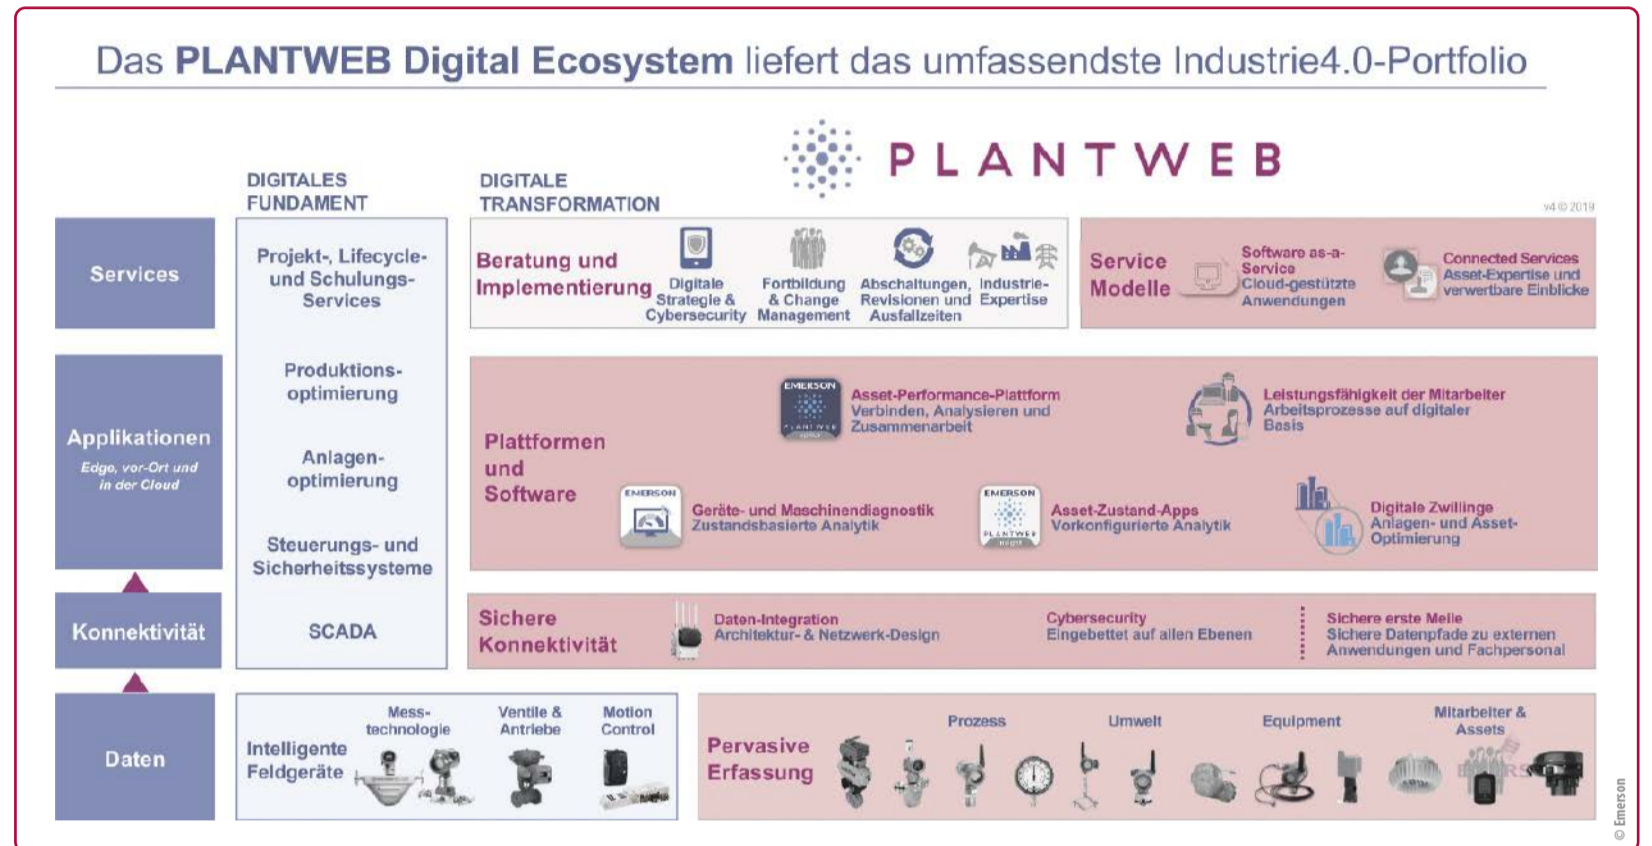 Das PLANTWEB Digital Ecosystem liefert das umfassendste Industrie4.0-Portfolio
PLANTWEB
v4 © 2019
DIGITALES
FUNDAMENT
DIGITALE
TRANSFORMATION
Services
Projekt-, Lifecycle-
und Schulungs-
Services
Beratung und
Implementierung
Digitale
Strategie &
Cybersecurity
Fortbildung
& Change
Management
Abschaltungen,
Revisionen und
Ausfallzeiten
Industrie-
Expertise
Service
Modelle
Software as-a-
Service
Cloud-gestützte
Anwendungen
Connected Services
Asset-Expertise und
verwertbare Einblicke
Applikationen
Edge, vor-Ort und
in der Cloud
Produktions-
optimierung
Anlagen-
optimierung
Steuerungs- und
Sicherheitssysteme
Plattformen
und
Software
EMERSON
PLANTWEB
Asset-Performance-Plattform
Verbinden, Analysieren und
Zusammenarbeit
Leistungsfähigkeit der Mitarbeiter
Arbeitsprozesse auf digitaler
Basis
EMERSON
Geräte- und Maschinendiagnostik
Zustandsbasierte Analytik
EMERSON
PLANTWEB
insight
Asset-Zustand-Apps
Vorkonfigurierte Analytik
Digitale Zwillinge
Anlagen- und Asset-
Optimierung
Konnektivität
SCADA
Sichere
Konnektivität
Daten-Integration
Architektur- & Netzwerk-Design
Cybersecurity
Eingebettet auf allen Ebenen
Sichere erste Meile
Sichere Datenpfade zu externen
Anwendungen und Fachpersonal
Daten
Intelligente
Feldgeräte
Mess-
technologie
Ventile &
Antriebe
Motion
Control
Pervasive
Erfassung
Prozess
Umwelt
Equipment
Mitarbeiter &
Assets
© Emerson